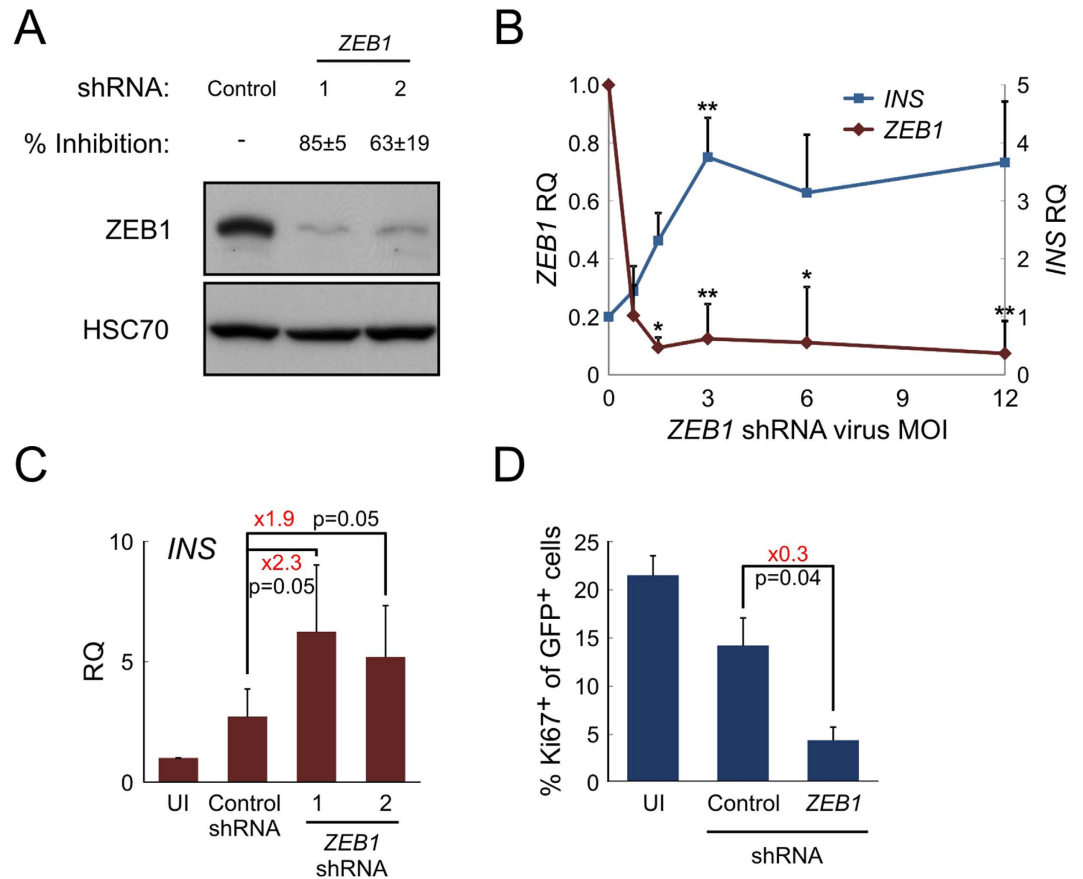 A
ZEB1
shRNA: Control 1 2
% Inhibition: - 85±5 63±19
ZEB1
HSC70
B
INS
ZEB1
ZEB1 RQ
1.0
0.8
0.6
0.4
0.2
0
INS RQ
5
4
3
2
1
0
**
*
**
*
**
0 3 6 9 12
ZEB1 shRNA virus MOI
C
INS
RQ
10
5
0
x1.9 p=0.05
x2.3
p=0.05
UI Control 1 2
shRNA
ZEB1
shRNA
D
% Ki67+ of GFP+ cells
25
20
15
10
5
0
x0.3
p=0.04
UI Control ZEB1
shRNA